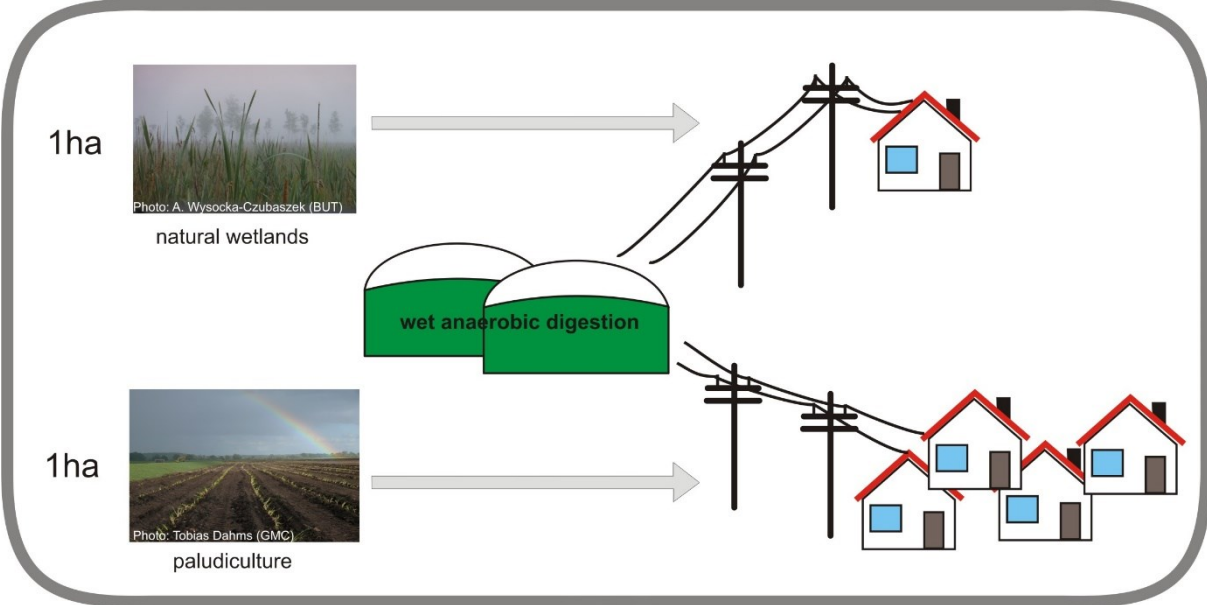 1ha
Photo: A. Wysocka-Czubaszek (BUT)
natural wetlands
wet anaerobic digestion
1ha
Photo: Tobias Dahms (GMC)
paludiculture